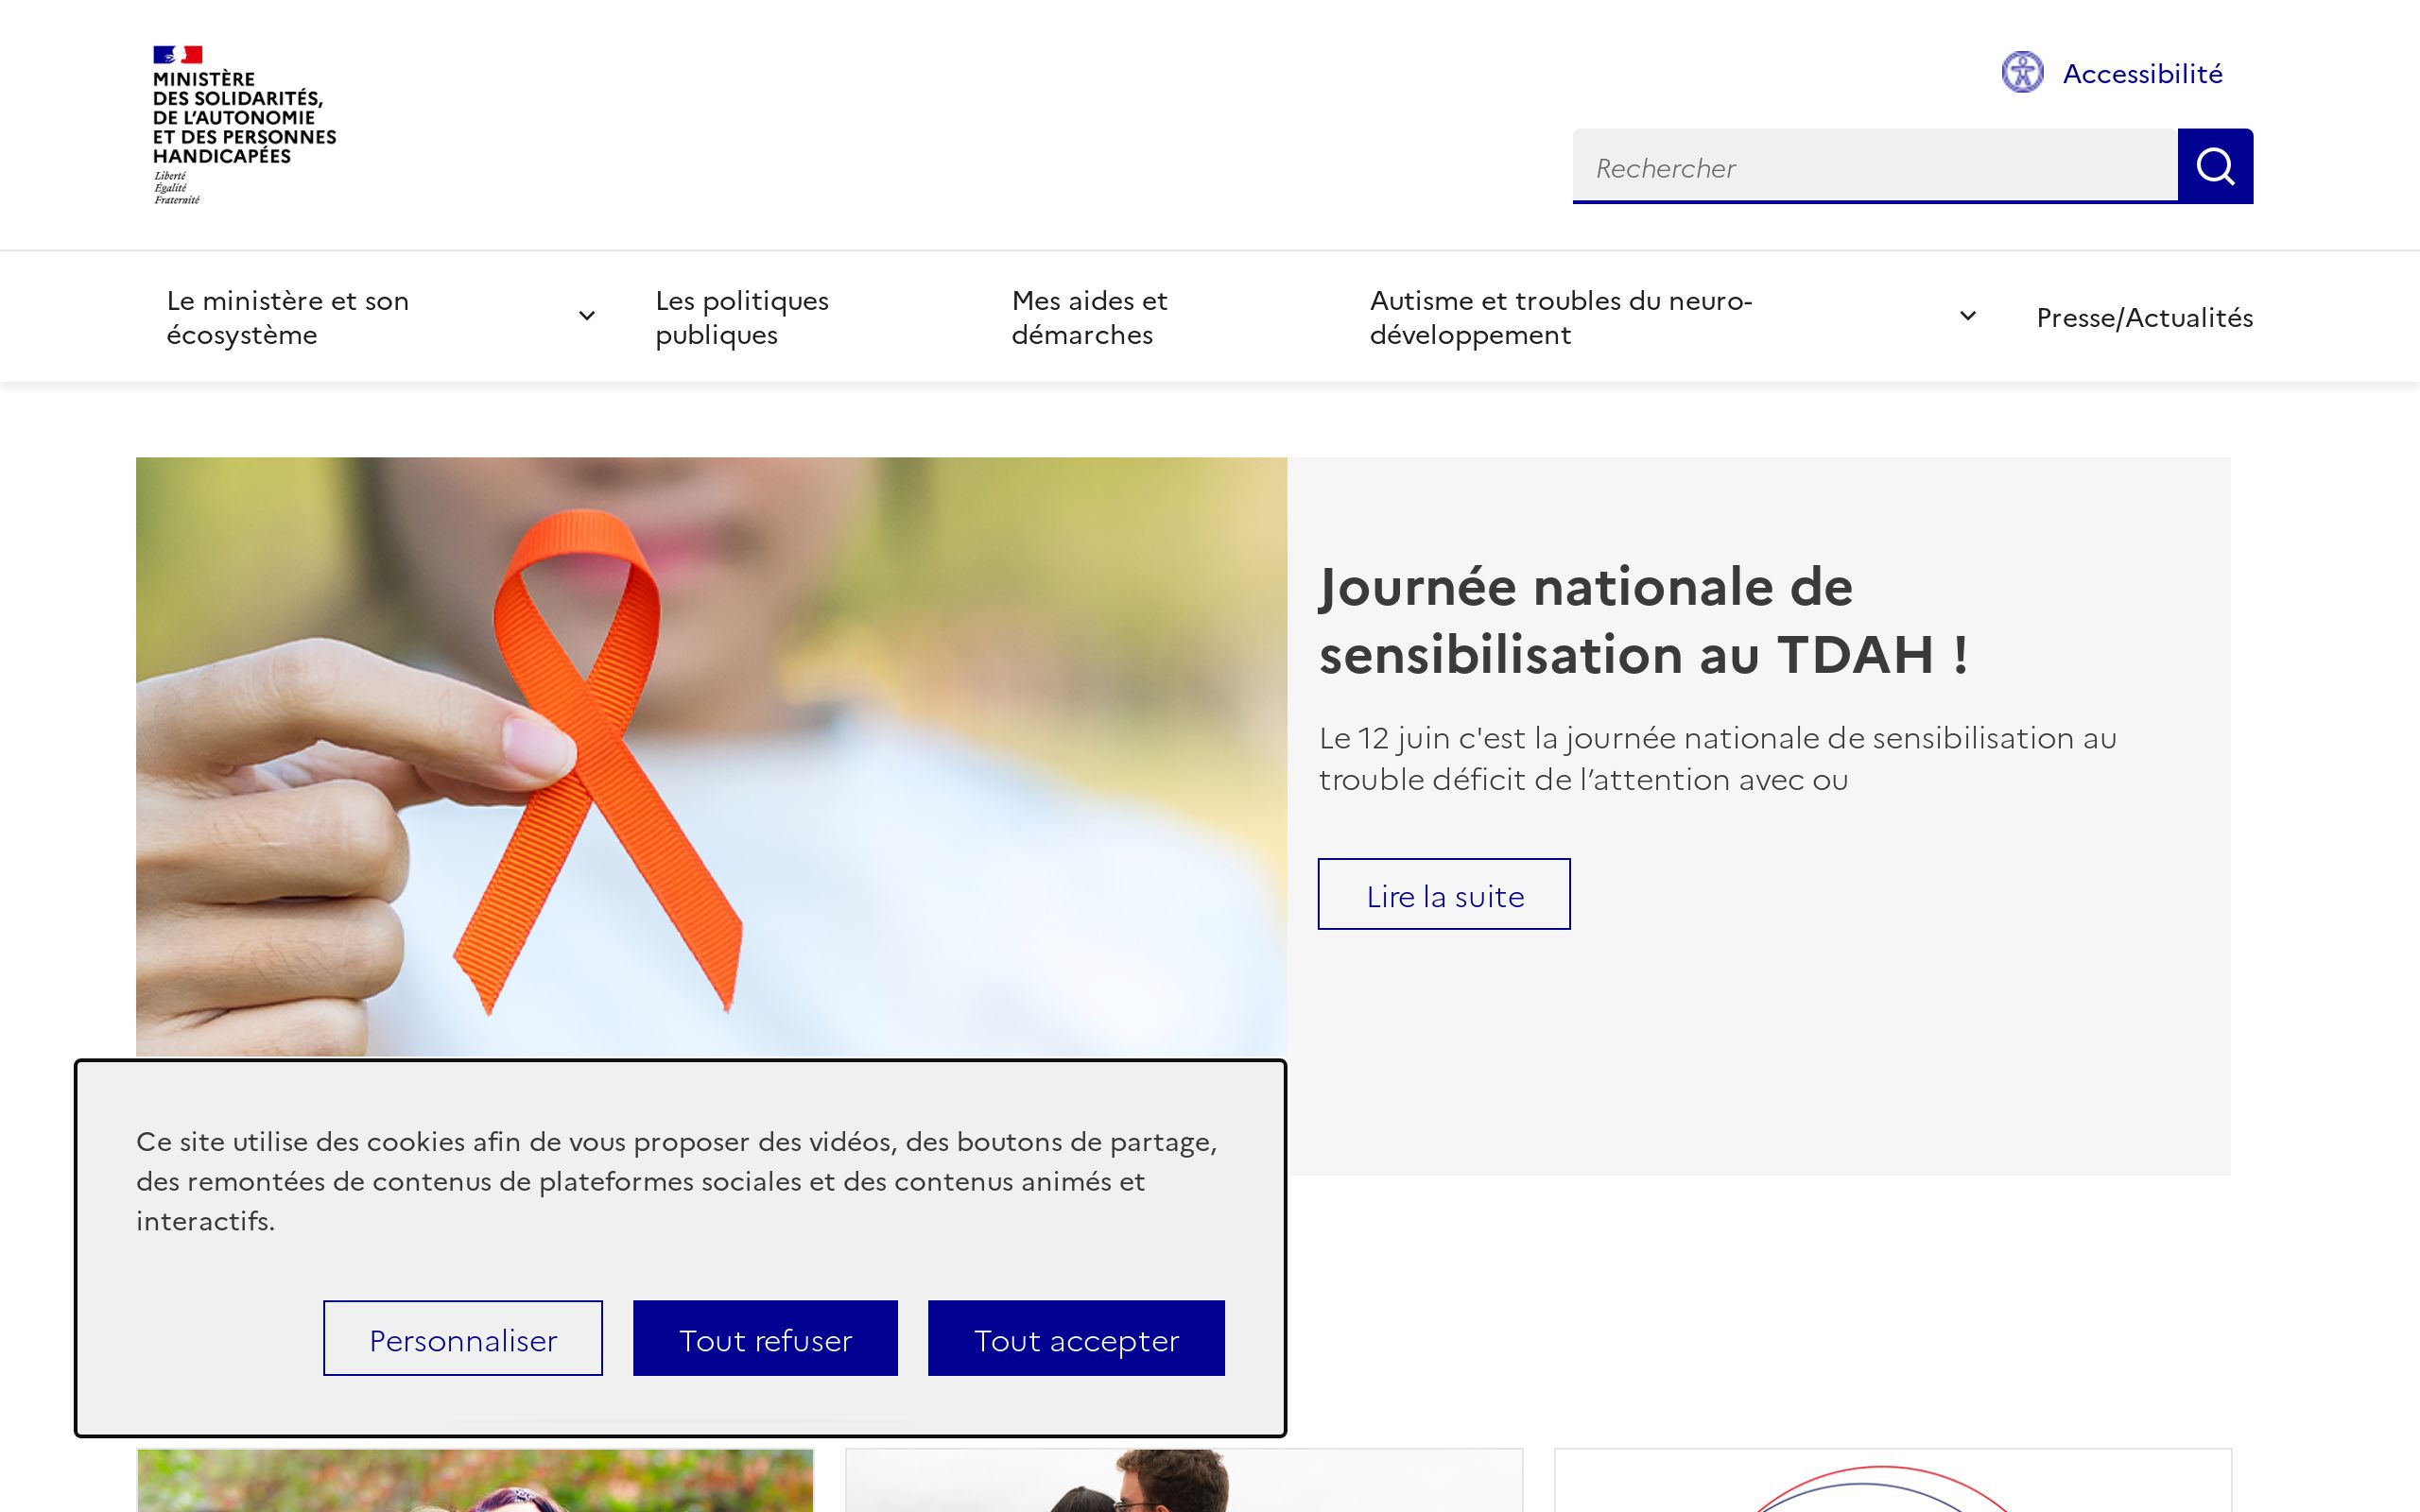 MINISTÈRE
DES SOLIDARITÉS,
DE L'AUTONOMIE
ET DES PERSONNES
HANDICAPÉES
Liberté
Égalité
Fraternité
Accessibilité
Rechercher
Le ministère et son
écosystème
Les politiques
publiques
Mes aides et
démarches
Autisme et troubles du neuro-
développement
Presse/Actualités
Journée nationale de
sensibilisation au TDAH !
Le 12 juin c'est la journée nationale de sensibilisation au
trouble déficit de l’attention avec ou
Lire la suite
Ce site utilise des cookies afin de vous proposer des vidéos, des boutons de partage,
des remontées de contenus de plateformes sociales et des contenus animés et
interactifs.
Personnaliser
Tout refuser
Tout accepter